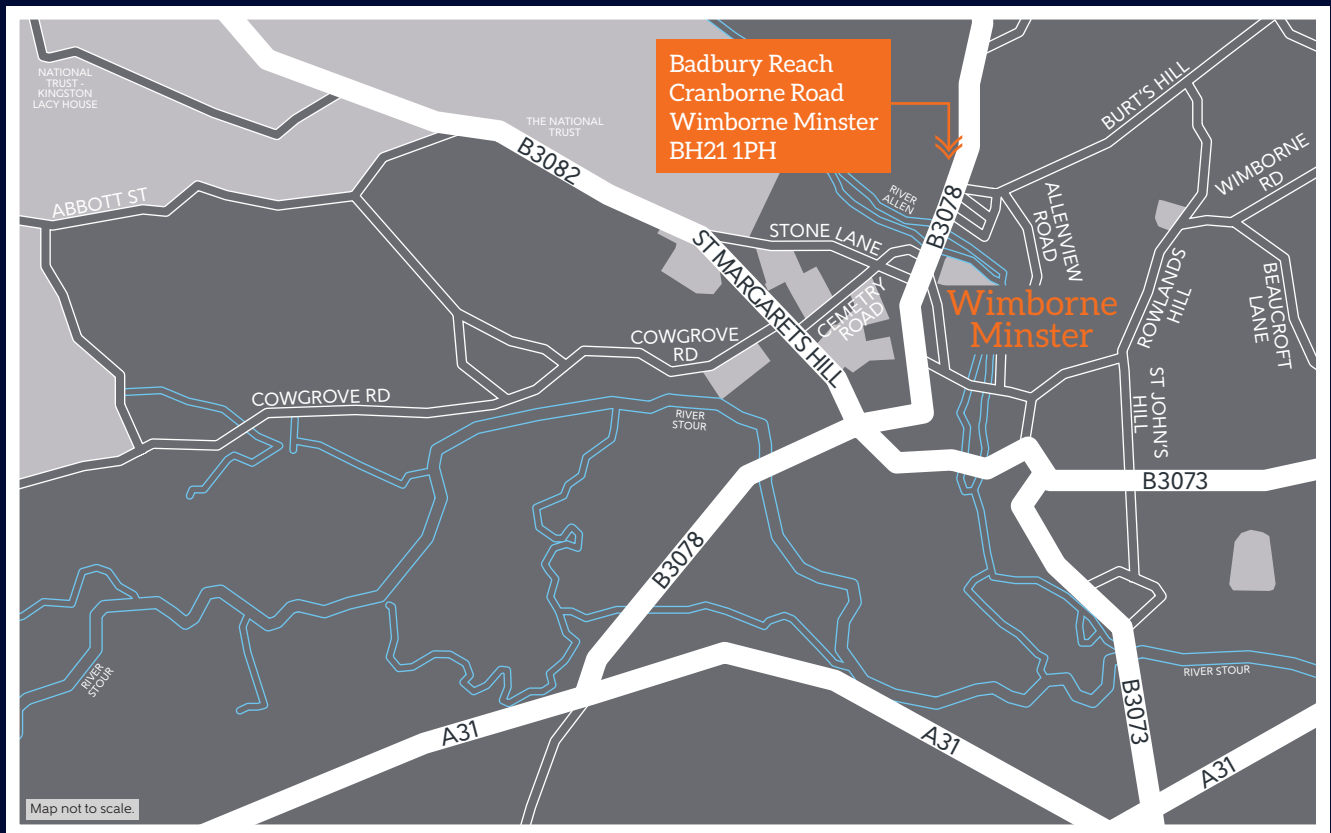 NATIONAL
TRUST -
KINGSTON
LACY HOUSE
THE NATIONAL
TRUST
Badbury Reach
Cranborne Road
Wimborne Minster
BH21 1PH
B3082
ABBOTT ST
BURT'S HILL
WIMBORNE
RD
RIVER
ALLEN
B3078
ALLENVIEW
ROAD
STONE LANE
ST MARGARETS HILL
CEMETRY
ROAD
COWGROVE
RD
Wimborne
Minster
ROWLANDS
HILL
BEAUCROFT
LANE
COWGROVE RD
RIVER
STOUR
ST JOHN'S
HILL
B3073
B3078
RIVER
STOUR
RIVER STOUR
B3073
A31
A31
A31
Map not to scale.